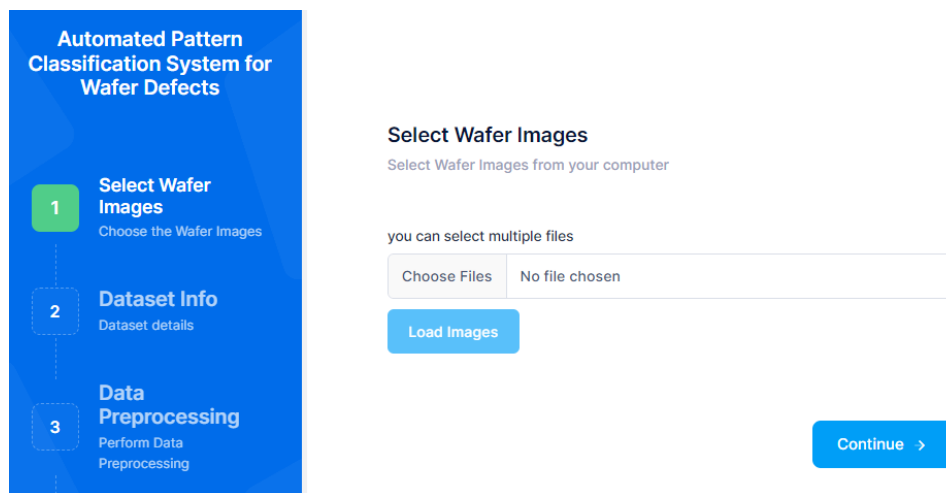 Automated Pattern
Classification System for
Wafer Defects
1
Select Wafer
Images
Choose the Wafer Images
2
Dataset Info
Dataset details
3
Data
Preprocessing
Perform Data
Preprocessing
Select Wafer Images
Select Wafer Images from your computer
you can select multiple files
Choose Files No file chosen
Load Images
Continue →